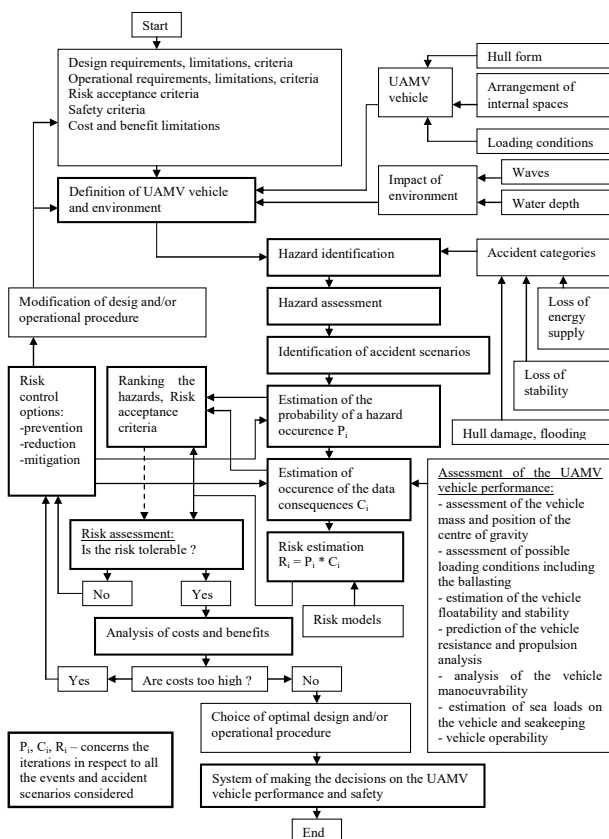 Start
Design requirements, limitations, criteria
Operational requirements, limitations, criteria
Risk acceptance criteria
Safety criteria
Cost and benefit limitations
UAMV
vehicle
Hull form
Arrangement of
internal spaces
Loading conditions
Definition of UAMV vehicle
and environment
Impact of
environment
Waves
Water depth
Hazard identification
Accident categories
Modification of desig and/or
operational procedure
Hazard assessment
Loss of
energy
supply
Identification of accident scenarios
Loss of
stability
Risk
control
options:
-prevention
-reduction
-mitigation
Ranking
the
hazards, Risk
acceptance
criteria
Estimation of the
probability of a hazard
occurence Pi
Hull damage, flooding
Estimation of
occurence of the data
consequences Ci
Assessment of the UAMV
vehicle performance:
- assessment of the vehicle
mass and position of the
centre of gravity
- assessment of possible
loading conditions including
the ballasting
- estimation of the vehicle
floatability and stability
- prediction of the vehicle
resistance and propulsion
analysis
- analysis of the vehicle
manoeuvrability
- estimation of sea loads on
the vehicle and seakeeping
- vehicle operability
Risk assessment:
Is the risk tolerable ?
Risk estimation
Ri = Pi * Ci
No
Yes
Risk models
Analysis of costs and benefits
Yes
Are costs too high ?
No
Choice of optimal design and/or
operational procedure
Pi, Ci, Ri – concerns the
iterations in respect to all
the events and accident
scenarios considered
System of making the decisions on the UAMV
vehicle performance and safety
End